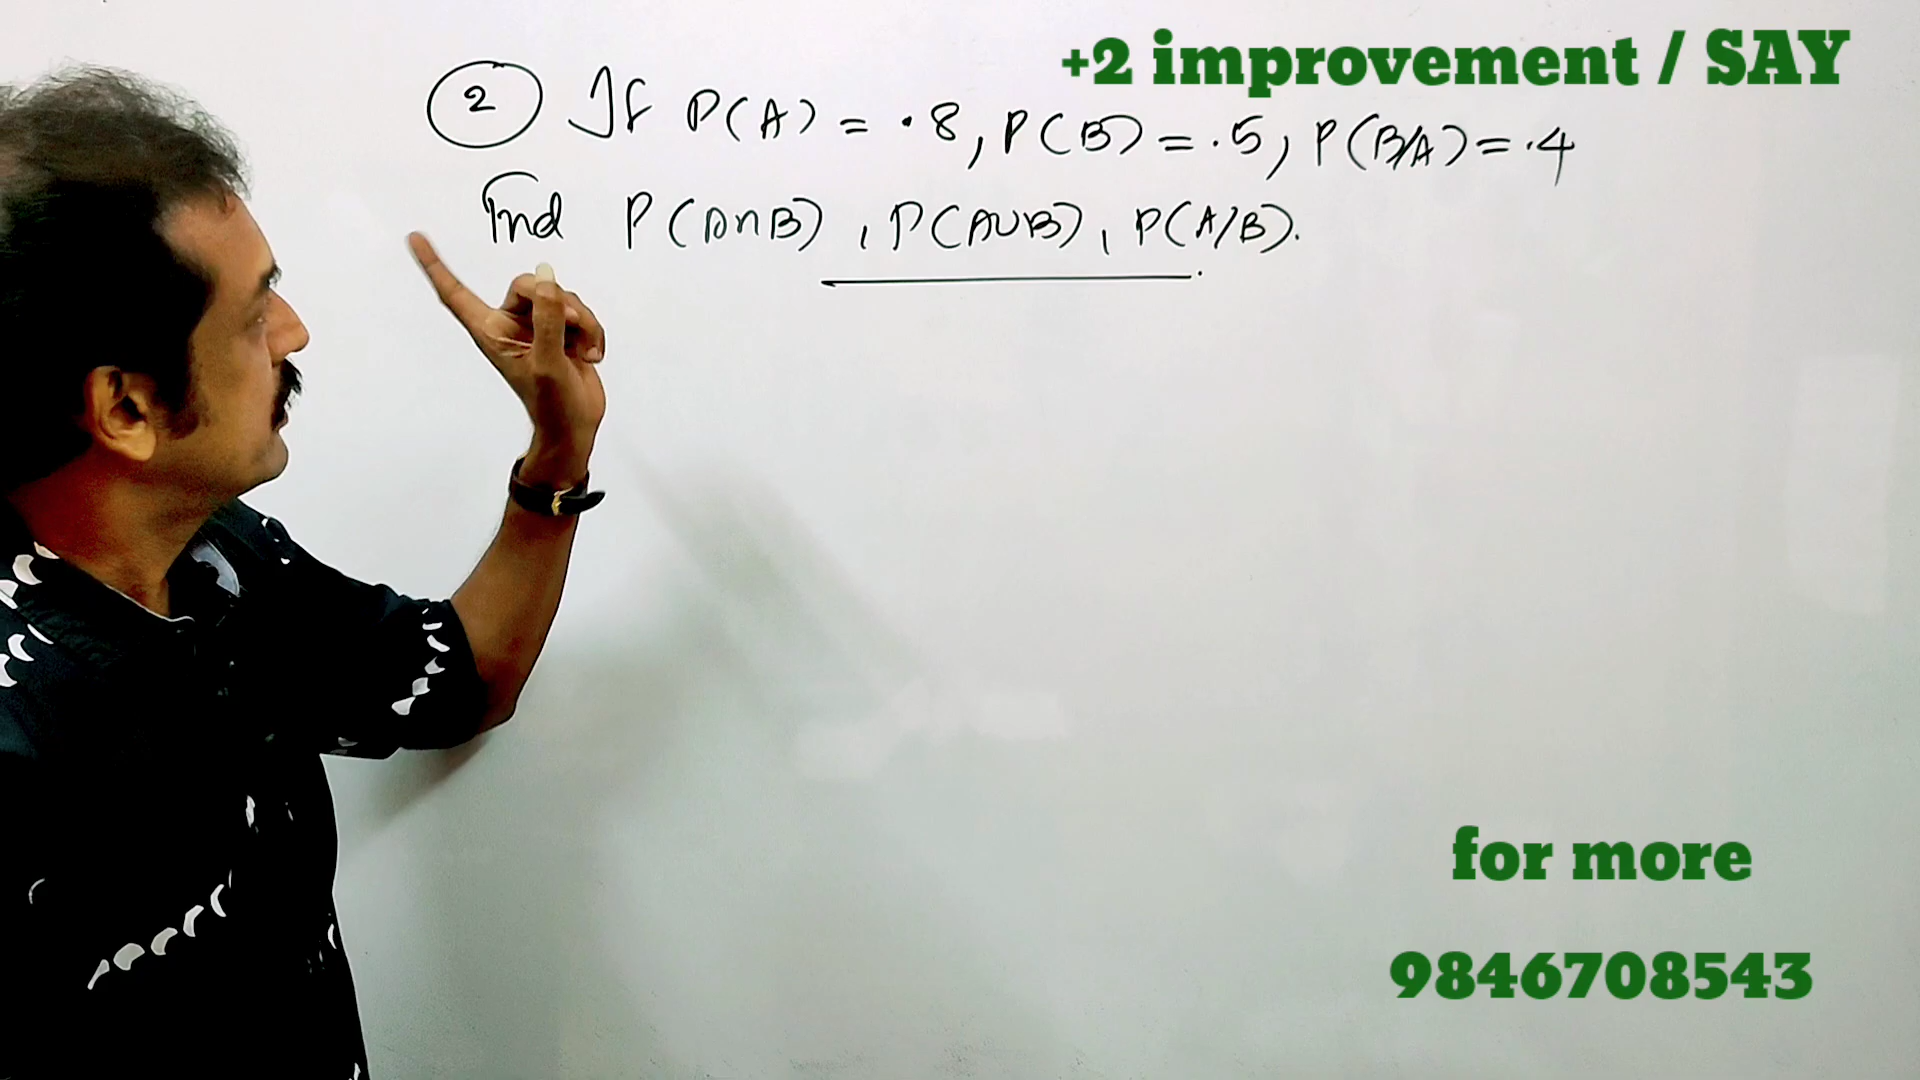 +2 improvement / SAY
2 If P(A) = .8, P(B) = .5, P(B/A) = .4
Find P(A∩B), P(A∪B), P(A/B).
for more
9846708543